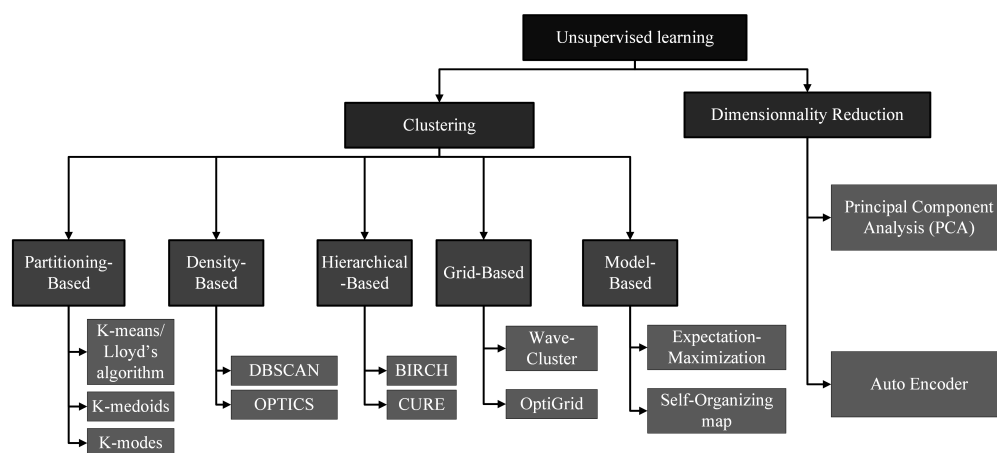 Unsupervised learning
Clustering
Dimensionnality Reduction
Principal Component
Analysis (PCA)
Auto Encoder
Partitioning-
Based
Density-
Based
Hierarchical
-Based
Grid-Based
Model-
Based
K-means/
Lloyd's
algorithm
K-medoids
K-modes
DBSCAN
OPTICS
BIRCH
CURE
Wave-
Cluster
OptiGrid
Expectation-
Maximization
Self-Organizing
map